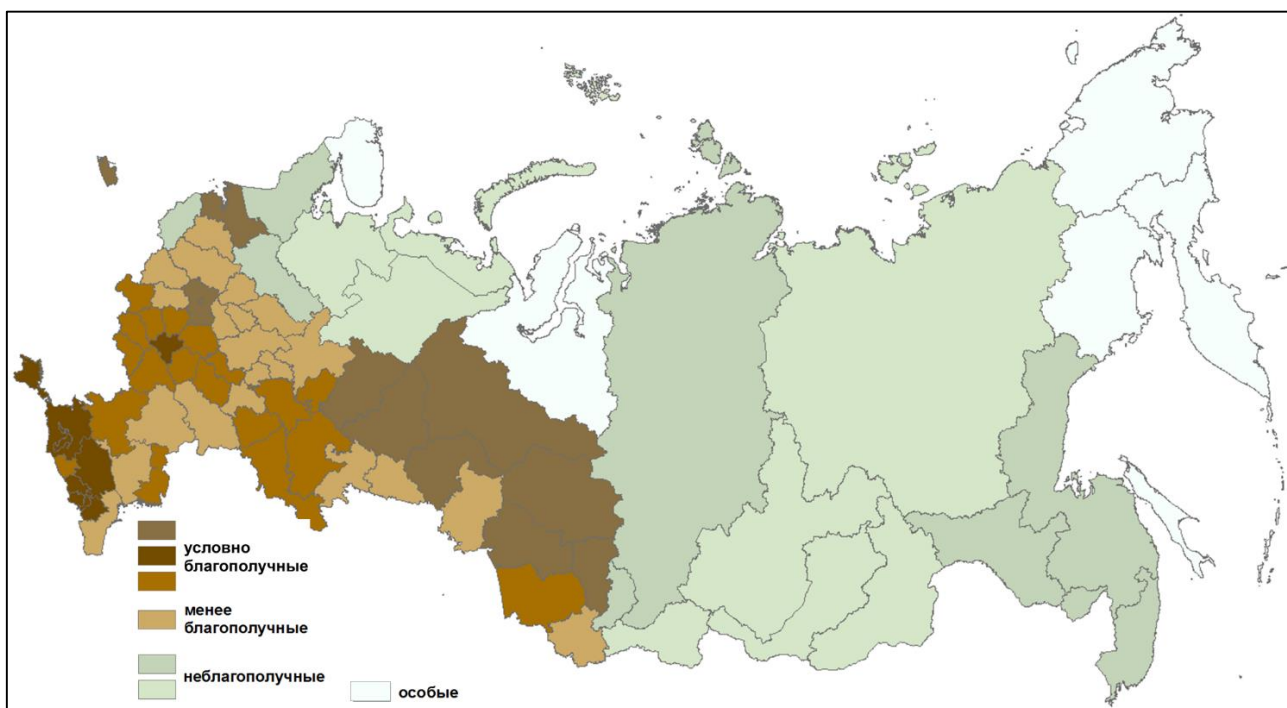 условно
благополучные
менее
благополучные
неблагополучные
особые